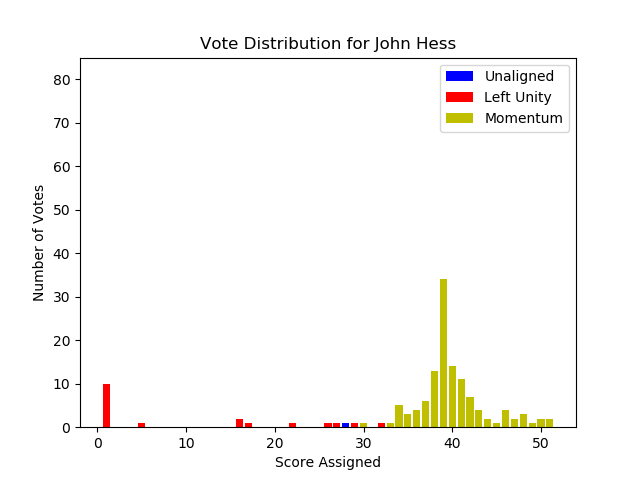 Vote Distribution for John Hess
Unaligned
Left Unity
Momentum
80
70
60
50
40
30
20
10
0
Number of Votes
0 10 20 30 40 50
Score Assigned